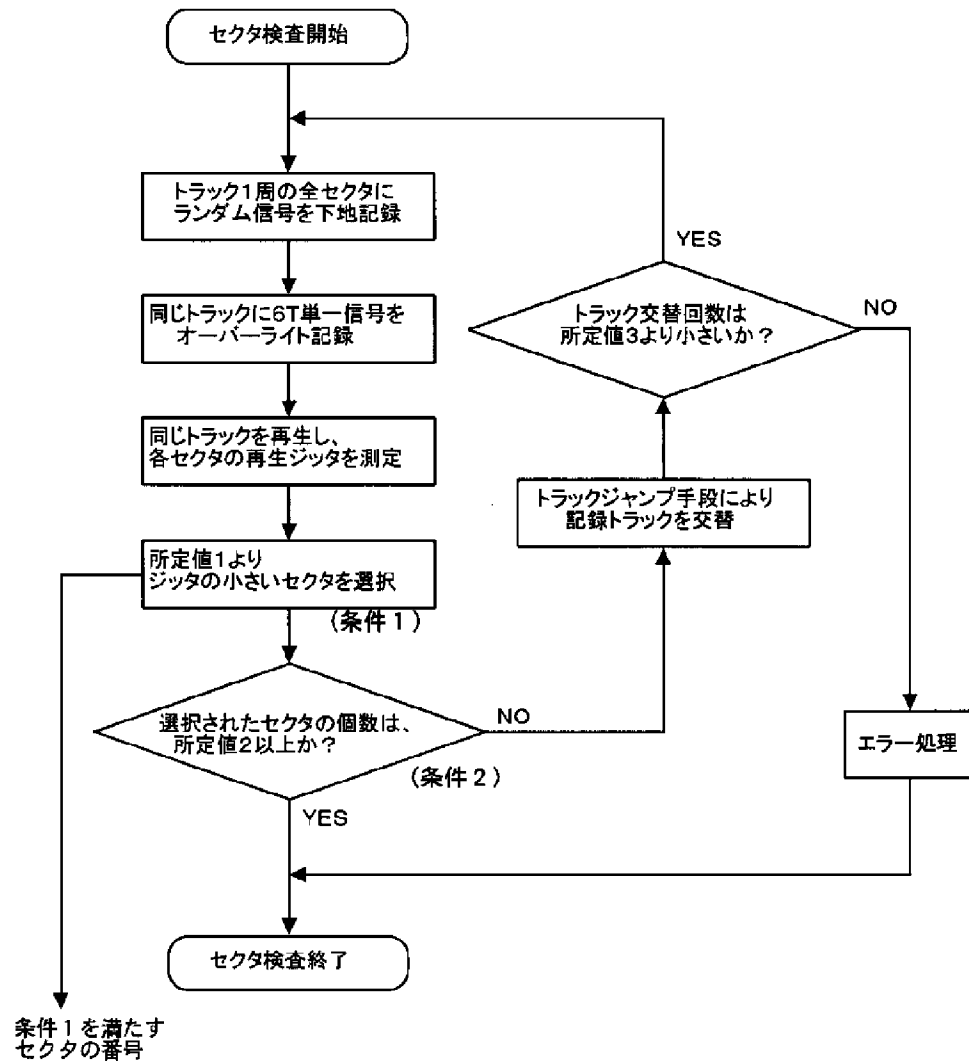 セクタ検査開始
トラック1周の全セクタに
ランダム信号を下地記録
同じトラックに6T単一信号を
オーバーライト記録
同じトラックを再生し、
各セクタの再生ジッタを測定
所定値1より
ジッタの小さいセクタを選択
(条件1)
選択されたセクタの個数は、
所定値2以上か?
(条件2)
YES
NO
トラックジャンプ手段により
記録トラックを交替
トラック交替回数は
所定値3より小さいか?
YES
NO
エラー処理
セクタ検査終了
条件1を満たす
セクタの番号